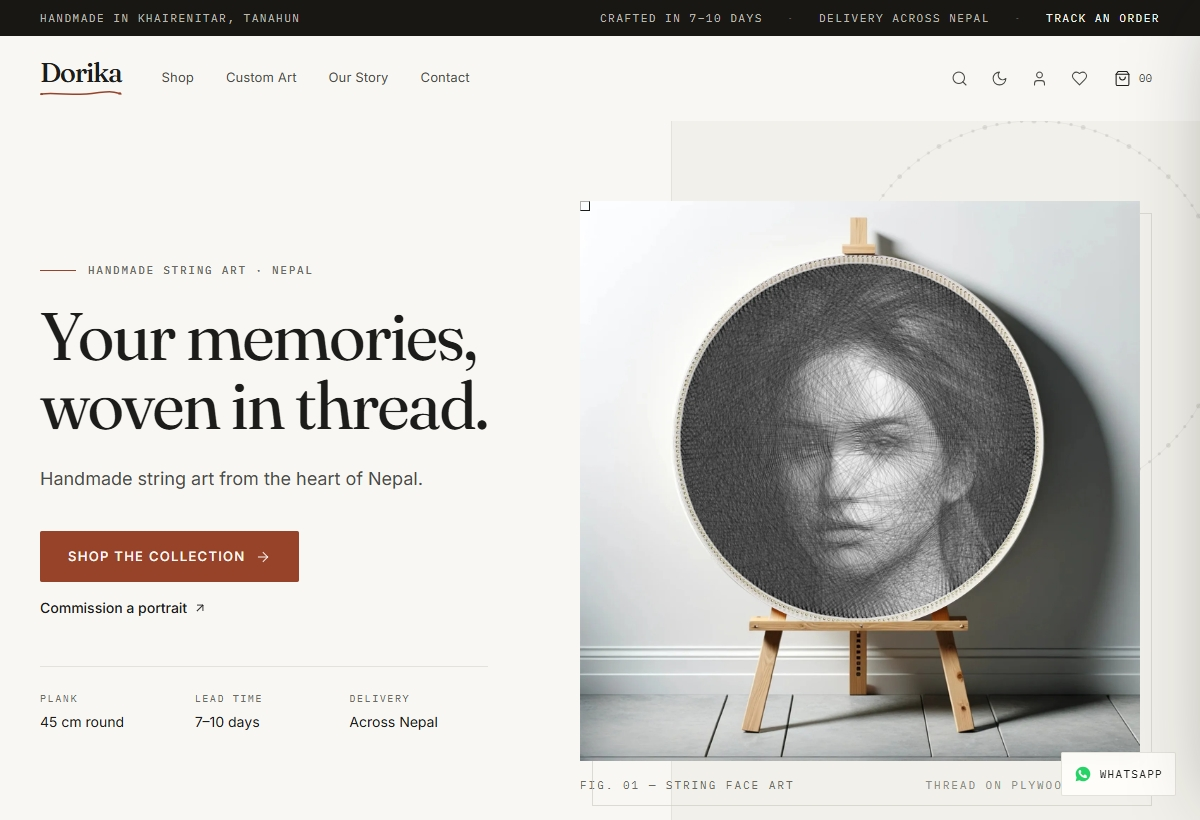 HANDMADE IN KHAIRENITAR, TANAHUN
CRAFTED IN 7–10 DAYS · DELIVERY ACROSS NEPAL · TRACK AN ORDER
Dorika
Shop Custom Art Our Story Contact
00
HANDMADE STRING ART · NEPAL
Your memories,
woven in thread.
Handmade string art from the heart of Nepal.
SHOP THE COLLECTION →
Commission a portrait ↗
PLANK LEAD TIME DELIVERY
45 cm round 7–10 days Across Nepal
FIG. 01 — STRING FACE ART THREAD ON
WHATSAPP